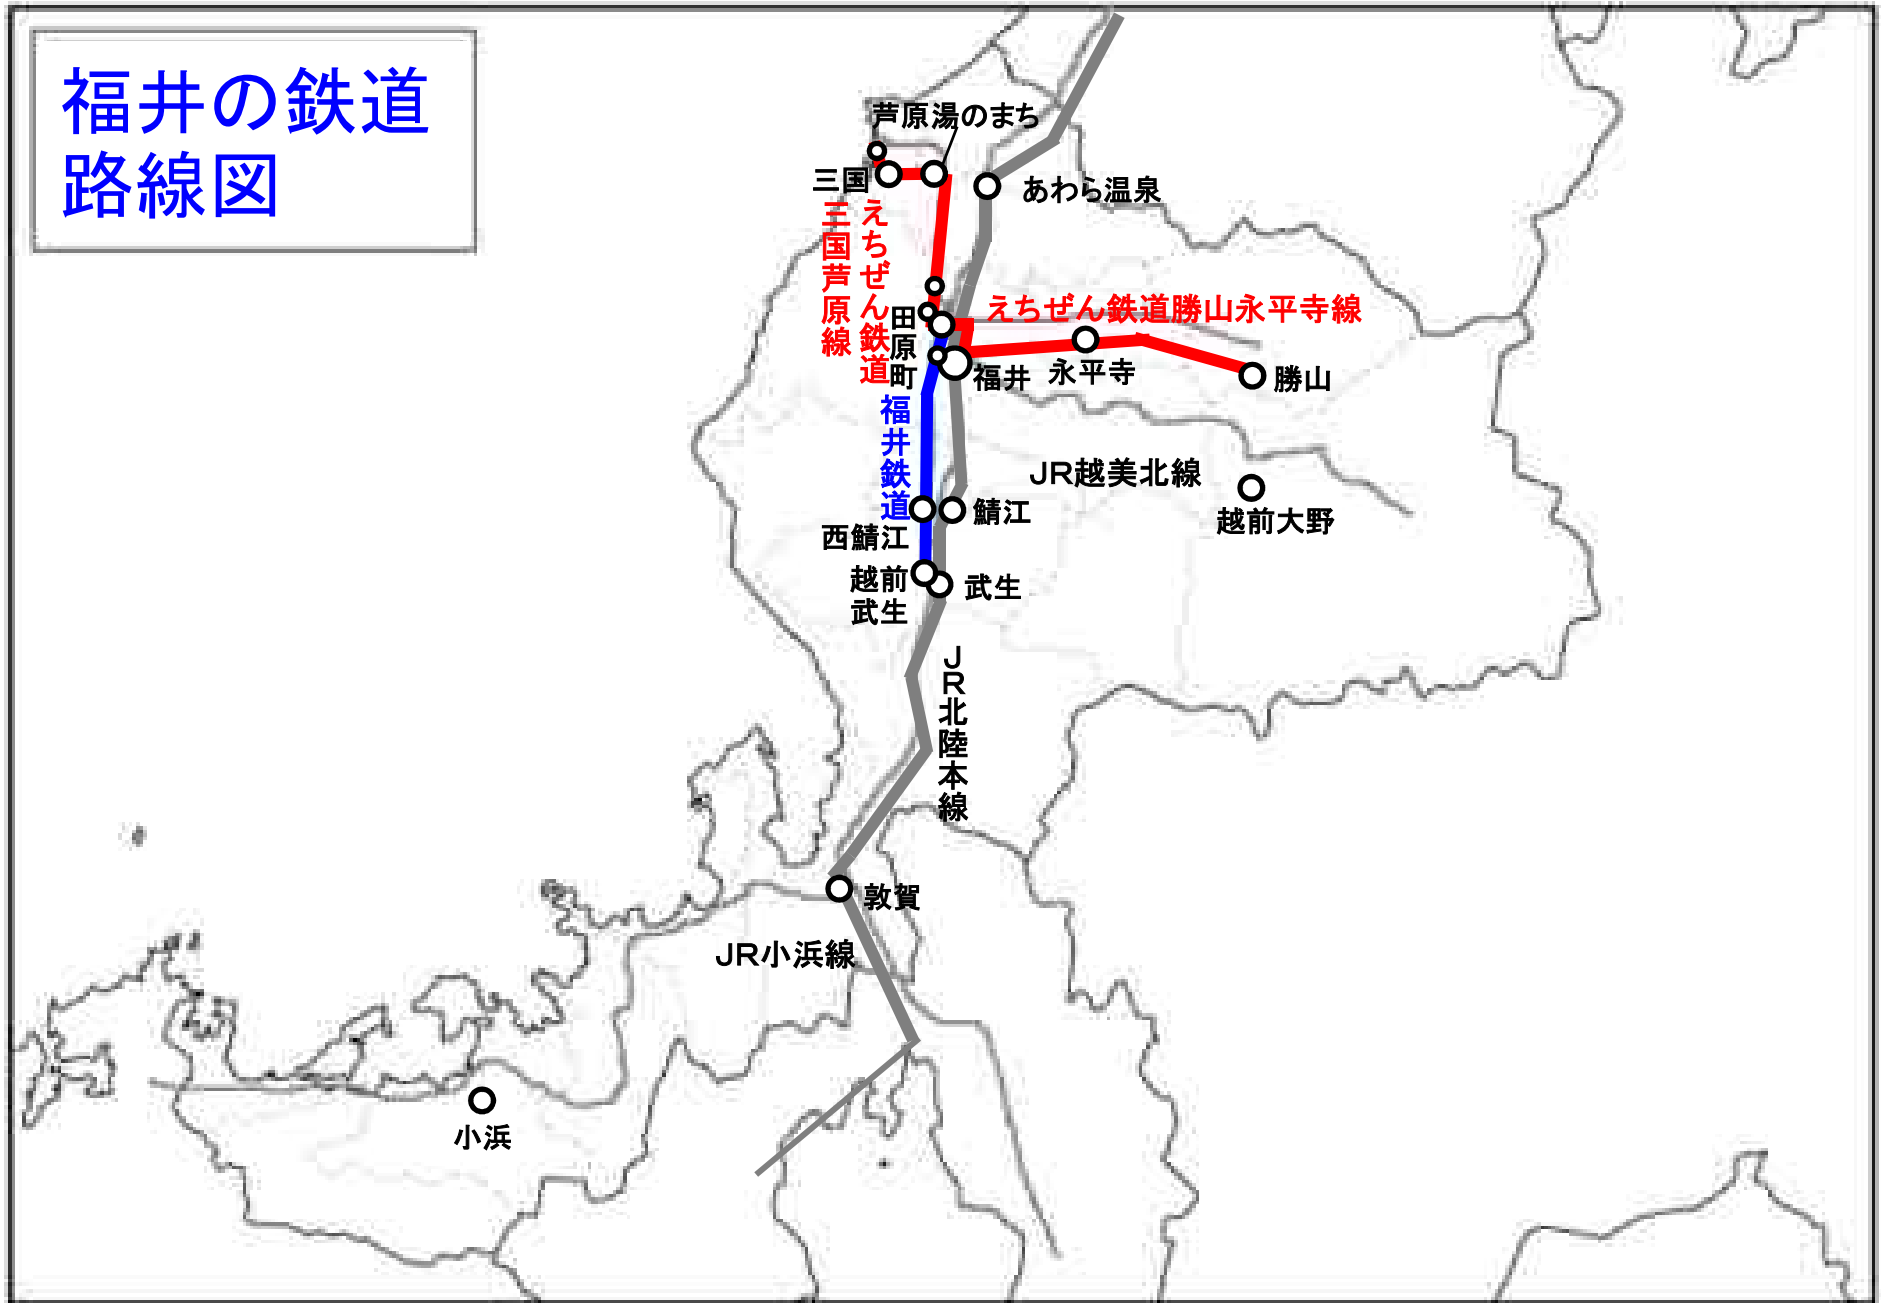 福井の鉄道
路線図
芦原湯のまち
三国
あわら温泉
えちぜん鉄道
三国芦原線
えちぜん鉄道勝山永平寺線
田原町
福井
永平寺
勝山
福井鉄道
JR越美北線
越前大野
鯖江
西鯖江
越前
武生
武生
JR北陸本線
敦賀
JR小浜線
小浜